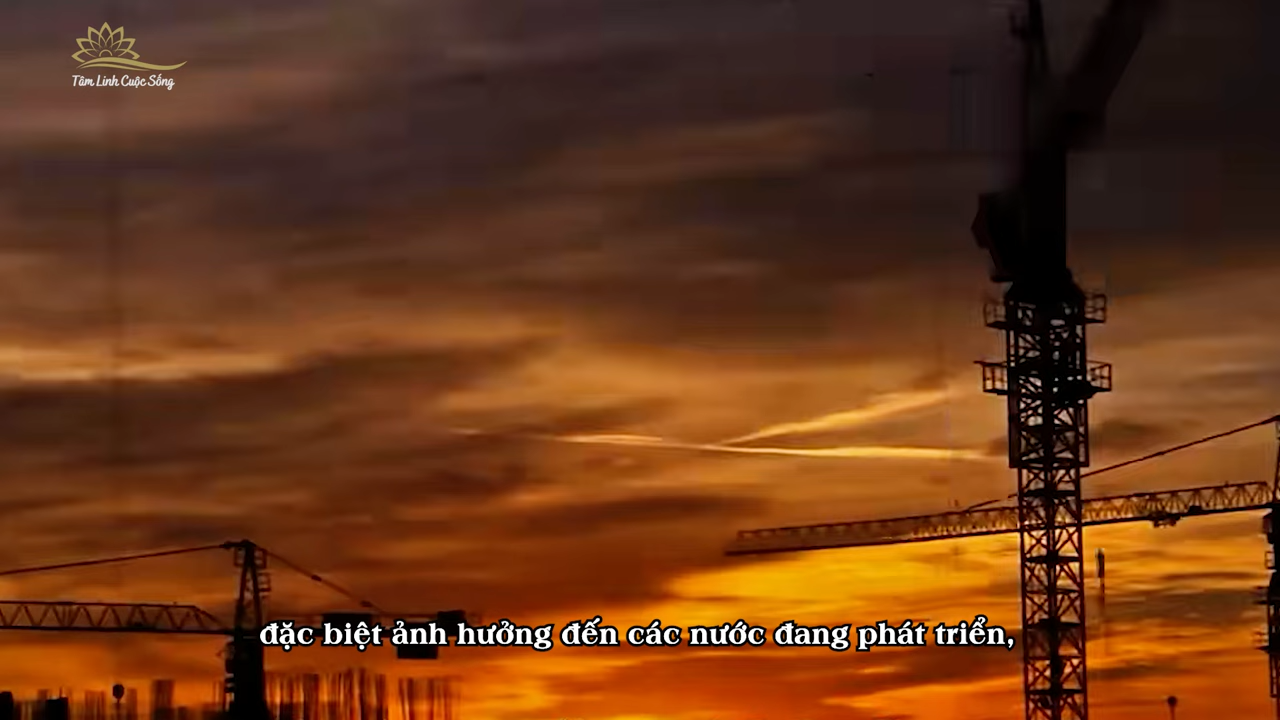 Tâm Linh Cuộc Sống
đặc biệt ảnh hưởng đến các nước đang phát triển,